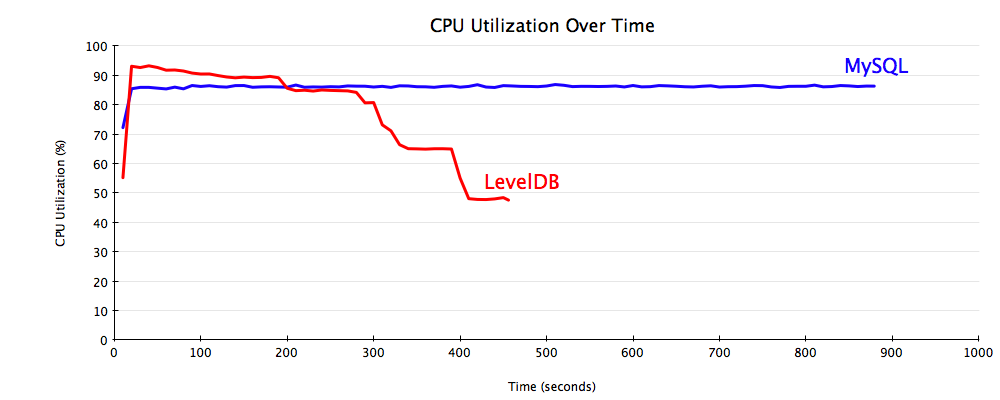 CPU Utilization Over Time
MySQL
LevelDB
CPU Utilization (%)
100
90
80
70
60
50
40
30
20
10
0
0 100 200 300 400 500 600 700 800 900 1000
Time (seconds)